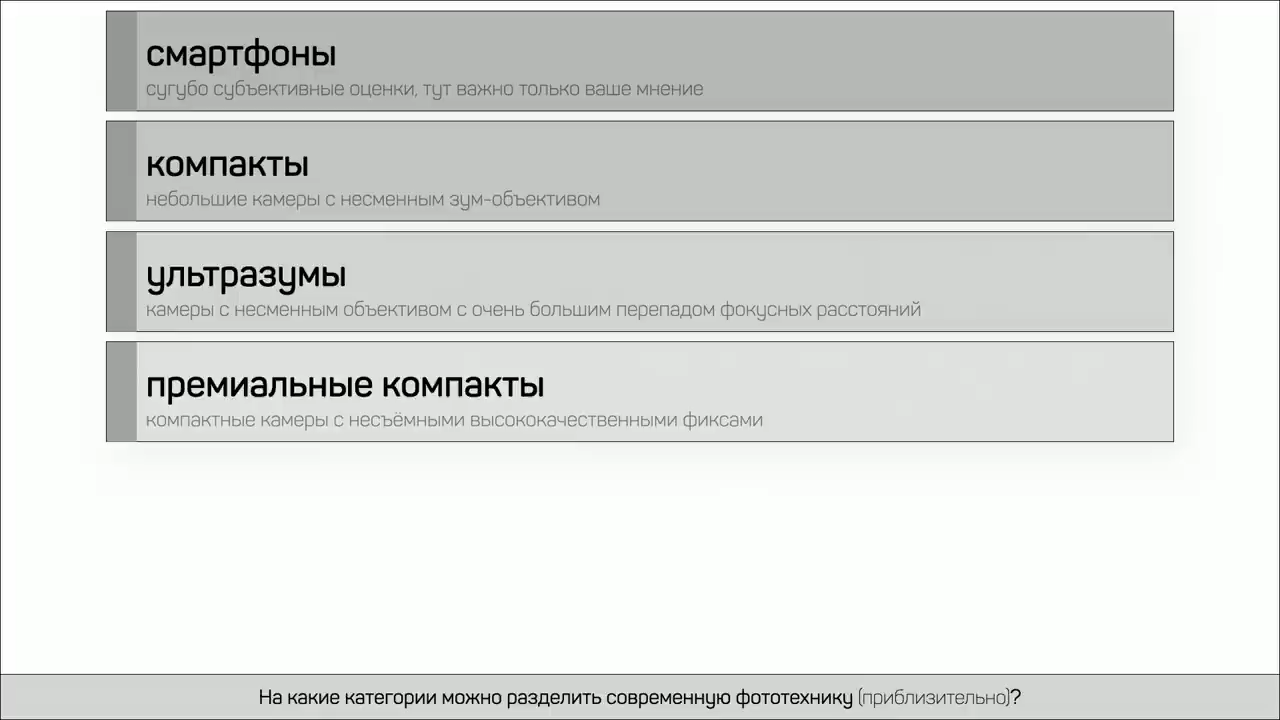 смартфоны
сугубо субъективные оценки, тут важно только ваше мнение
компакты
небольшие камеры с несменным зум-объективом
ультразумы
камеры с несменным объективом с очень большим перепадом фокусных расстояний
премиальные компакты
компактные камеры с несъёмными высококачественными фиксами
На какие категории можно разделить современную фототехнику (приблизительно)?